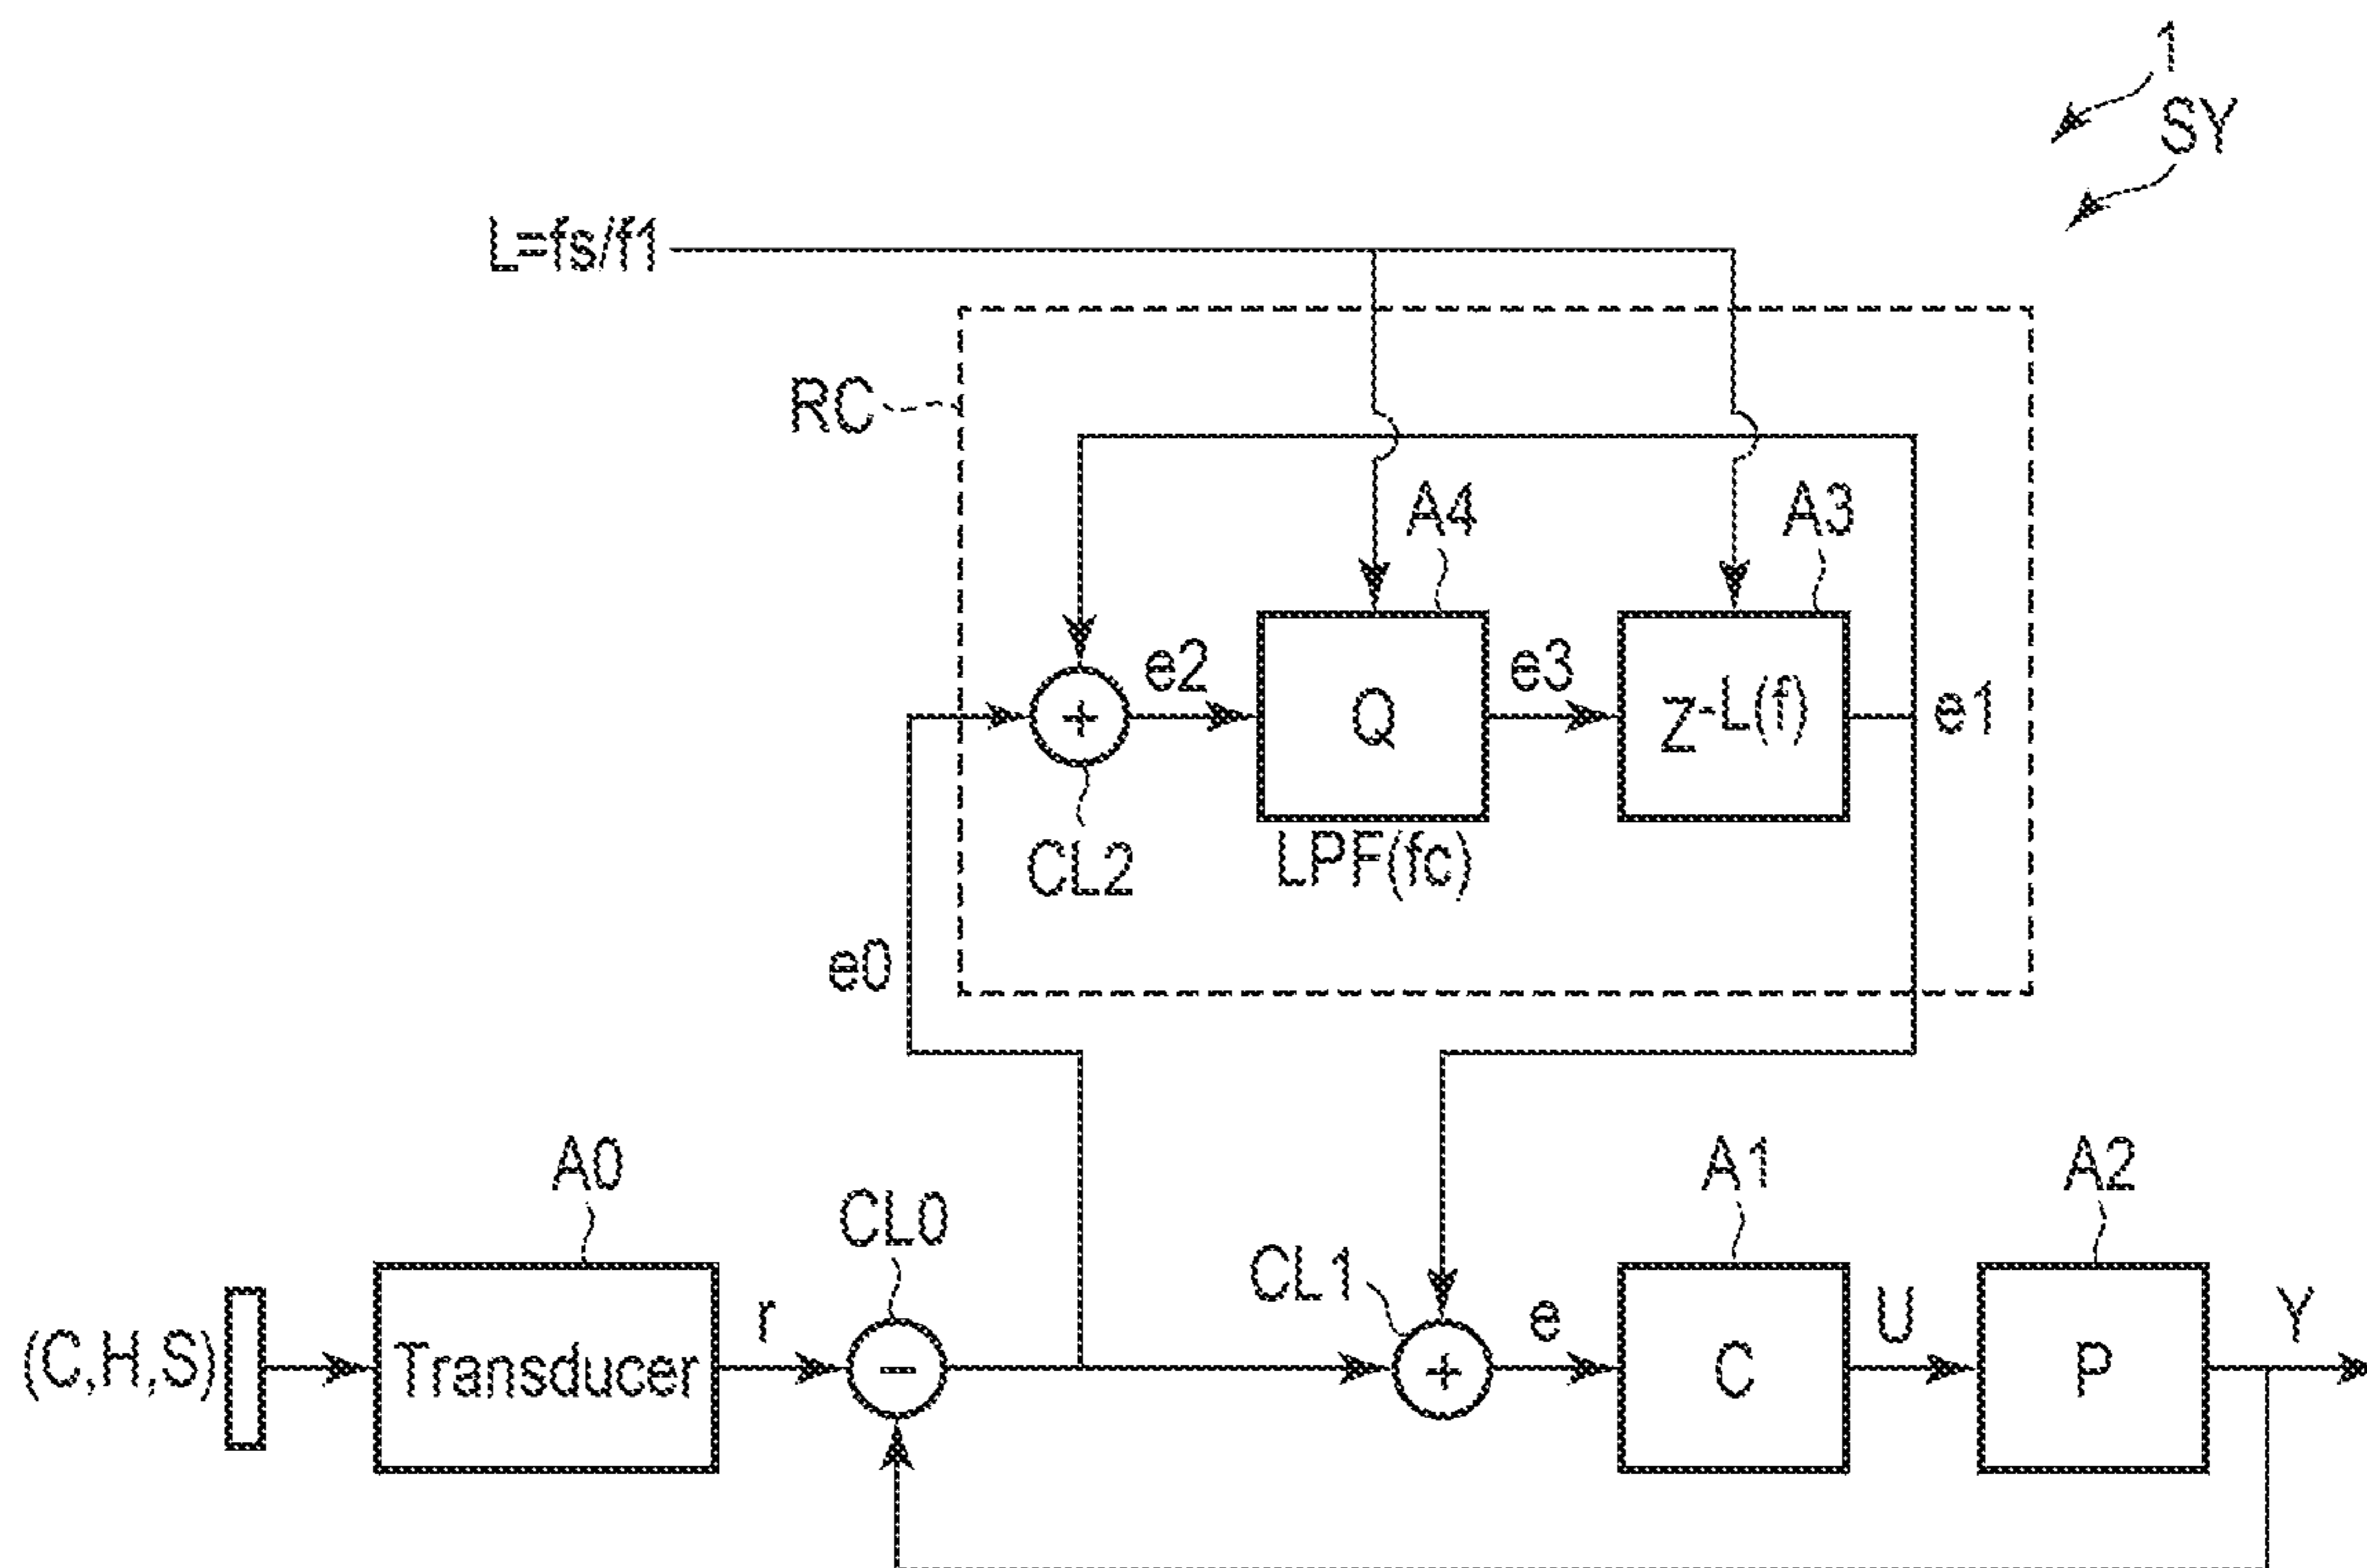 1
SY
L=fs/f1
RC
A4
A3
e2
Q
e3
Z-L(f)
e1
CL2
LPF(fc)
e0
A0
CL0
CL1
A1
A2
(C,H,S)
Transducer
r
-
+
+
e
C
U
P
Y